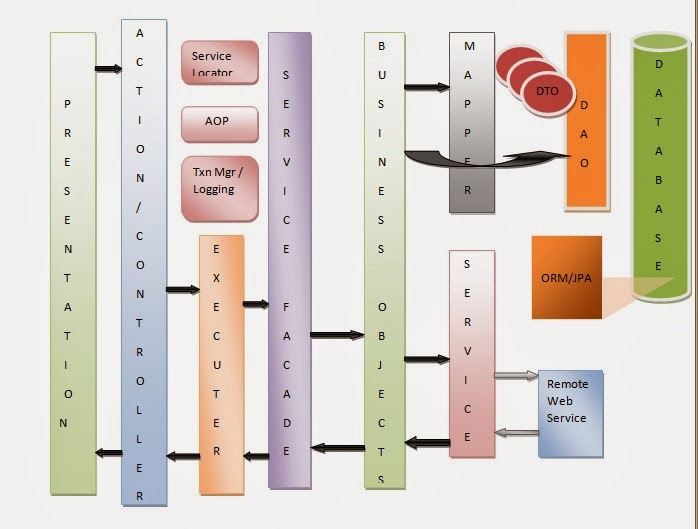 PRESENTATION
ACTION/CONTROLLER
Service
Locator
AOP
Txn Mgr /
Logging
EXECUTER
SERVICE FACADE
BUSINESS OBJECTS
MAPPER
SERVICE
DTO
DAO
ORM/JPA
Remote
Web
Service
DATABASE